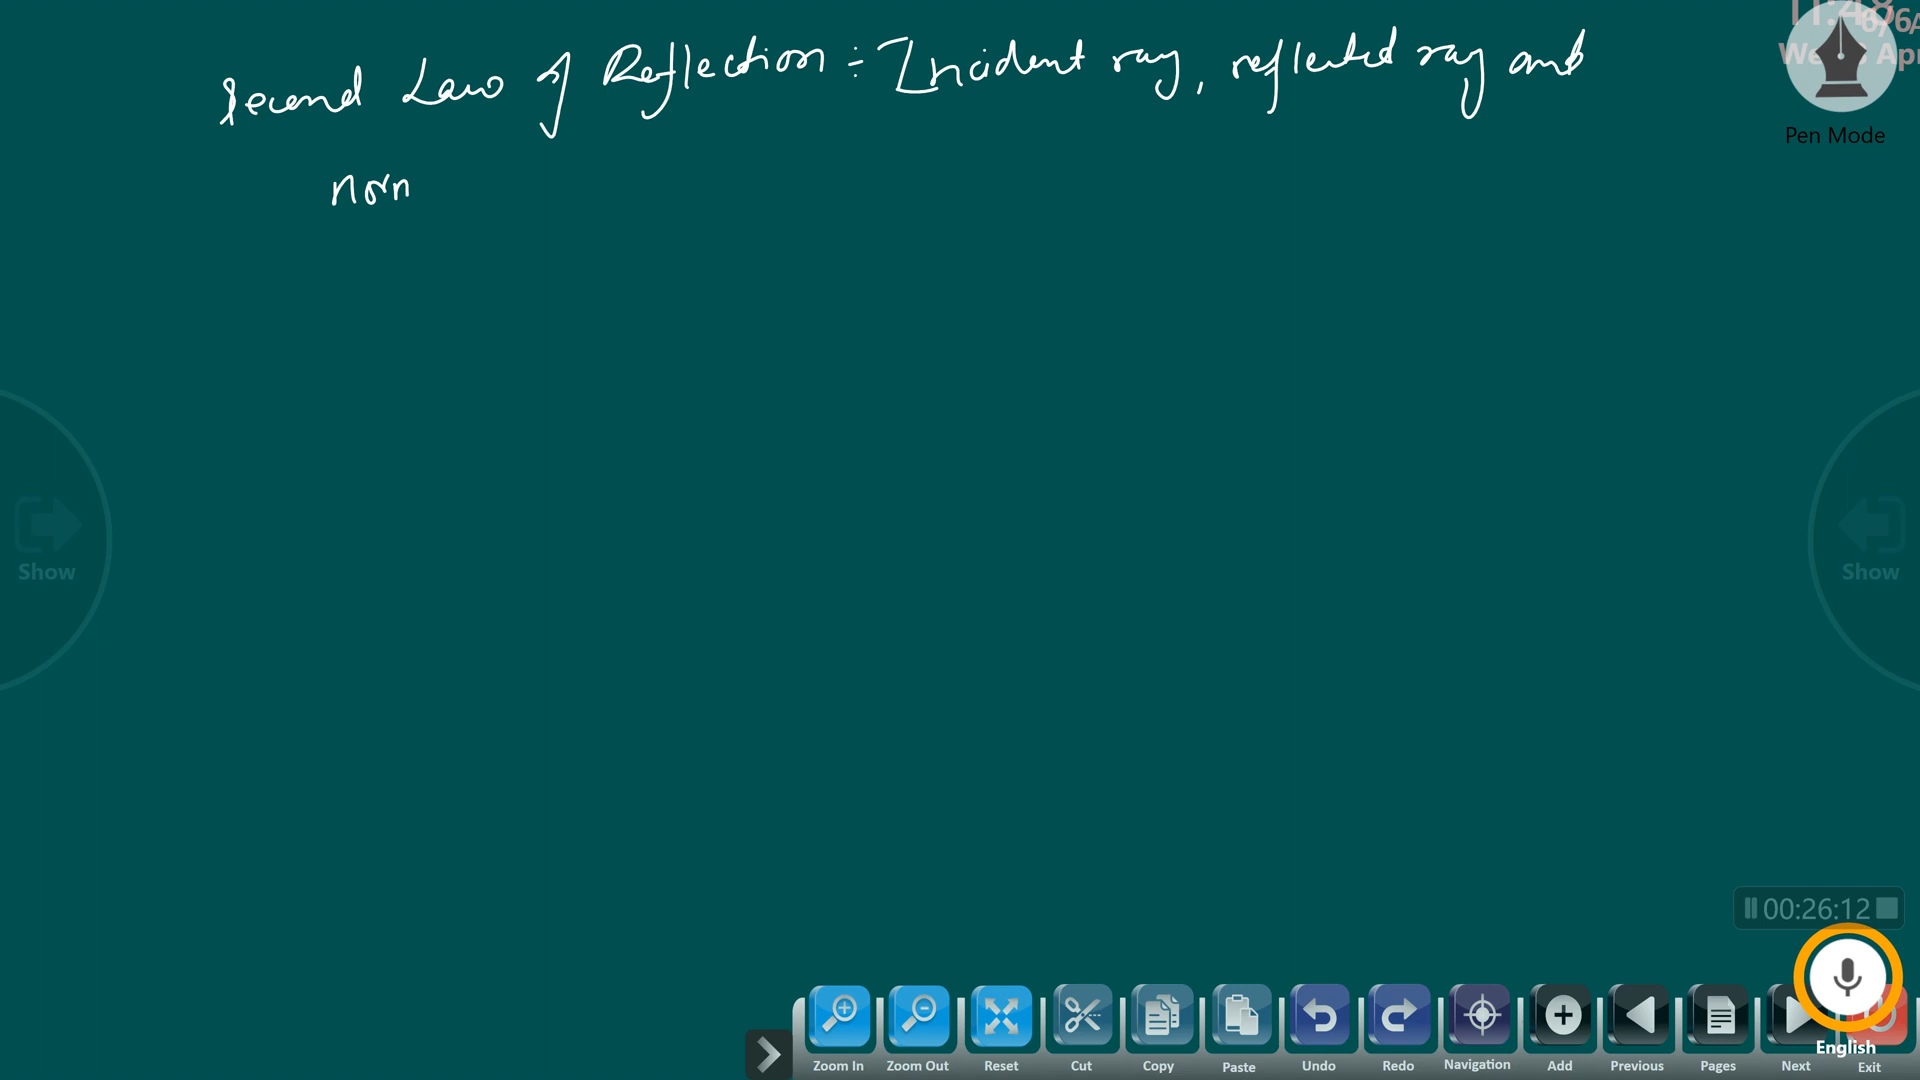 Second Law of Reflection :- Incident ray, reflected ray and
norn
Pen Mode
Show
Show
00:26:12
Zoom In Zoom Out Reset Cut Copy Paste Undo Redo Navigation Add Previous Pages Next Exit
English